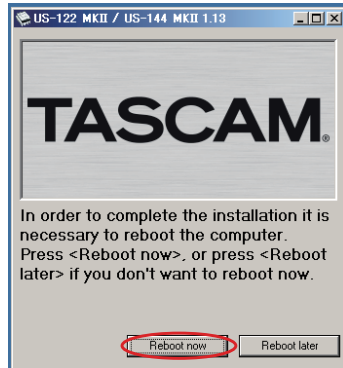 US-122 MKII / US-144 MKII 1.13
TASCAM®
In order to complete the installation it is
necessary to reboot the computer.
Press <Reboot now>, or press <Reboot
later> if you don't want to reboot now.
Reboot now Reboot later